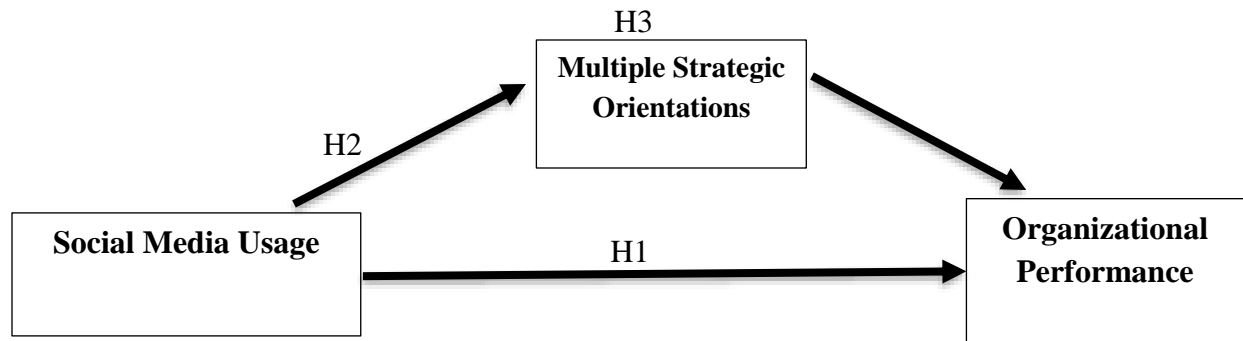 H3
Multiple Strategic
Orientations
H2
Social Media Usage
H1
Organizational
Performance